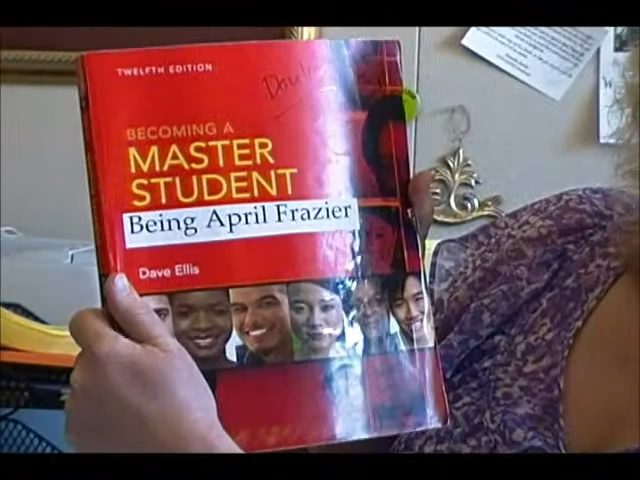 TWELFTH EDITION
BECOMING A
MASTER
STUDENT
Being April Frazier
Dave Ellis